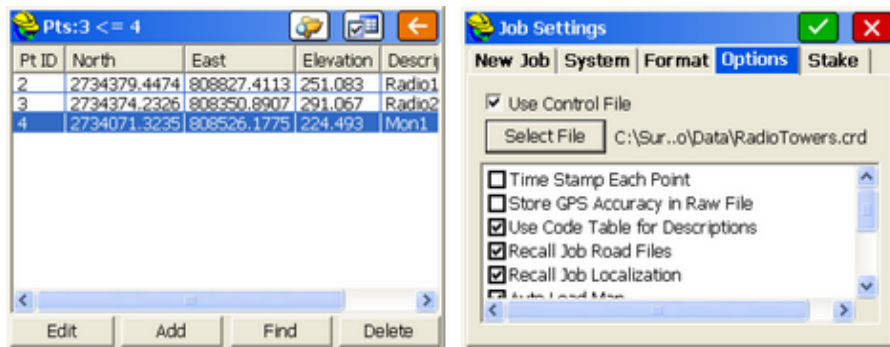 Pts:3 <= 4
Pt ID North East Elevation Descri
2 2734379.4474 808827.4113 251.083 Radio1
3 2734374.2326 808350.8907 291.067 Radio2
4 2734071.3235 808526.1775 224.493 Mon1
Edit Add Find Delete
Job Settings
New Job System Format Options Stake
Use Control File
Select File C:\Sur..o\Data\RadioTowers.crd
Time Stamp Each Point
Store GPS Accuracy in Raw File
Use Code Table for Descriptions
Recall Job Road Files
Recall Job Localization
Auto Load Map